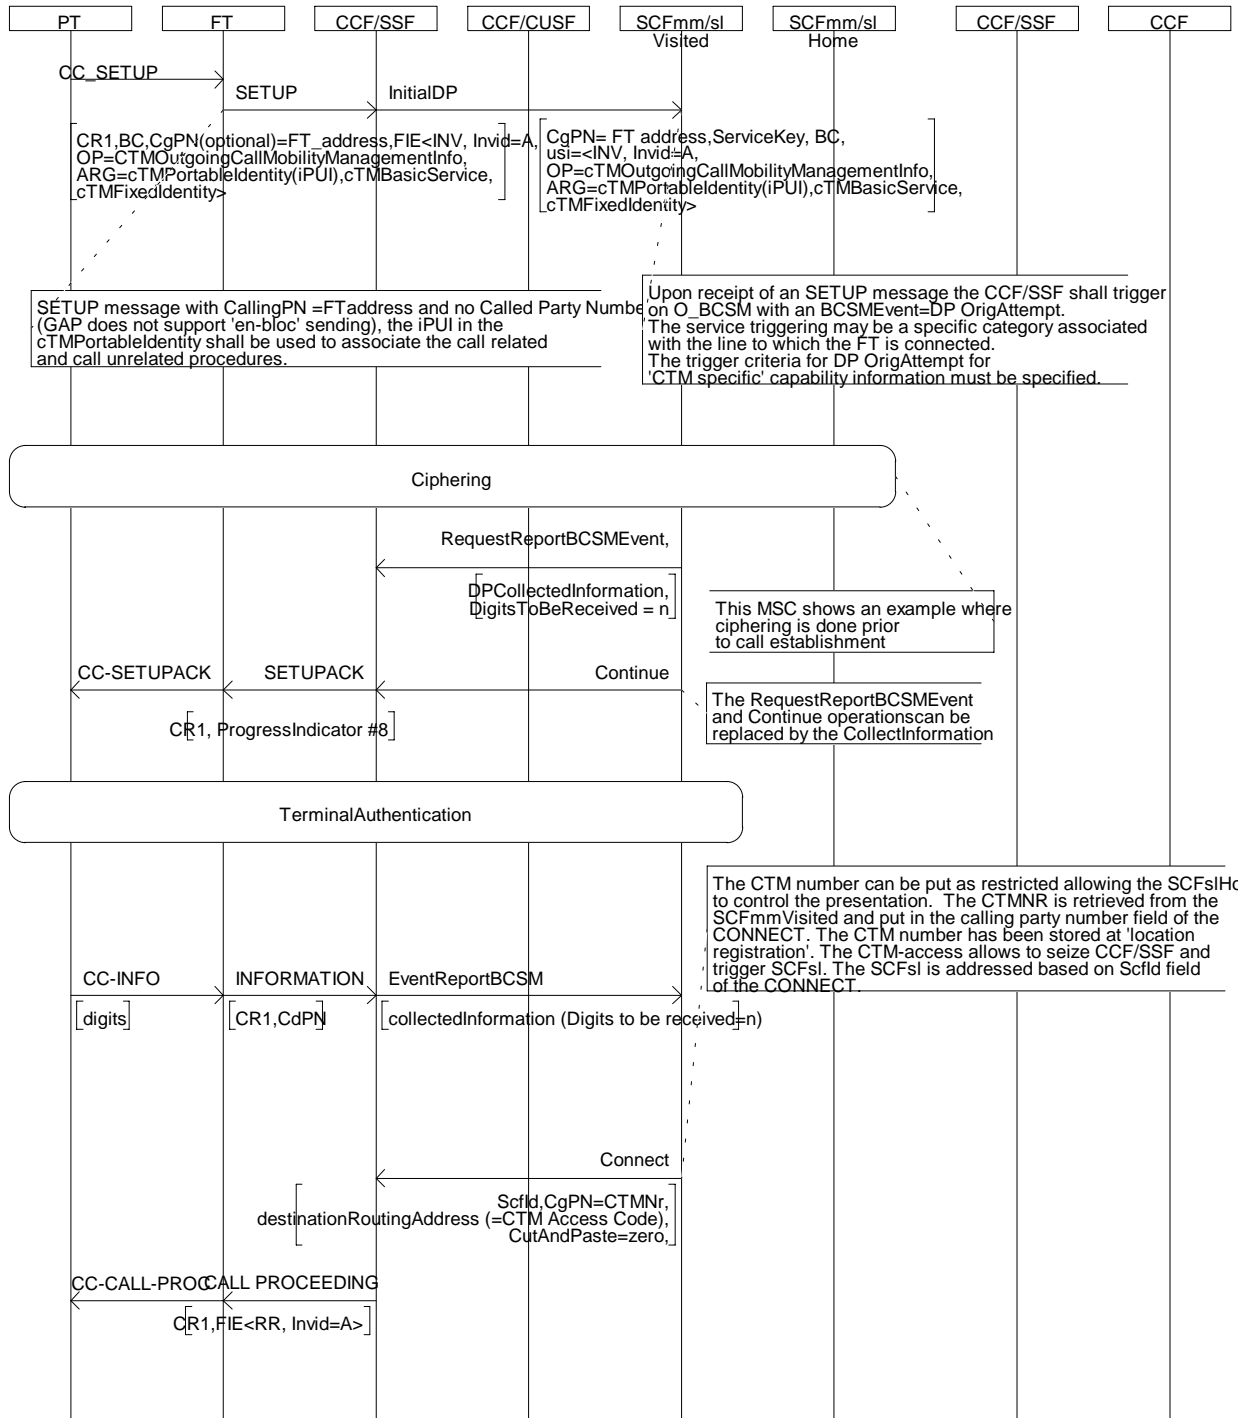 PT FT CCF/SSF CCF/CUSF SCFmm/sl SCFmm/sl CCF/SSF CCF
Visited Home
CC_SETUP
SETUP InitialDP
CR1,BC,CgPN(optional)=FT_address,FIE<INV, Invid=A,
OP=CTMOutgoingCallMobilityManagementInfo,
ARG=cTMPortableIdentity(iPUI),cTMBasicService,
cTMFixedIdentity>
CgPN= FT address,ServiceKey, BC,
usi=<INV, Invid=A,
OP=cTMOutgoingCallMobilityManagementInfo,
ARG=cTMPortableIdentity(iPUI),cTMBasicService,
cTMFixedIdentity>
SETUP message with CallingPN =FTaddress and no Called Party Numbe
(GAP does not support 'en-bloc' sending), the iPUI in the
cTMPortableIdentity shall be used to associate the call related
and call unrelated procedures.
Upon receipt of an SETUP message the CCF/SSF shall trigger
on O_BCSM with an BCSMEvent=DP OrigAttempt.
The service triggering may be a specific category associated
with the line to which the FT is connected.
The trigger criteria for DP OrigAttempt for
'CTM specific' capability information must be specified.
Ciphering
RequestReportBCSMEvent,
DPCollectedInformation,
DigitsToBeReceived = n
This MSC shows an example where
ciphering is done prior
to call establishment
CC-SETUPACK SETUPACK Continue
CR1, ProgressIndicator #8
The RequestReportBCSMEvent
and Continue operationscan be
replaced by the CollectInformation
TerminalAuthentication
The CTM number can be put as restricted allowing the SCFslHo
to control the presentation. The CTMNR is retrieved from the
SCFmmVisited and put in the calling party number field of the
CONNECT. The CTM number has been stored at 'location
registration'. The CTM-access allows to seize CCF/SSF and
trigger SCFsl. The SCFsl is addressed based on ScfId field
of the CONNECT.
CC-INFO INFORMATION EventReportBCSM
digits CR1,CdPN collectedInformation (Digits to be received=n)
Connect
ScfId,CgPN=CTMNr,
destinationRoutingAddress (=CTM Access Code),
CutAndPaste=zero,
CC-CALL-PROC CALL PROCEEDING
CR1,FIE<RR, Invid=A>